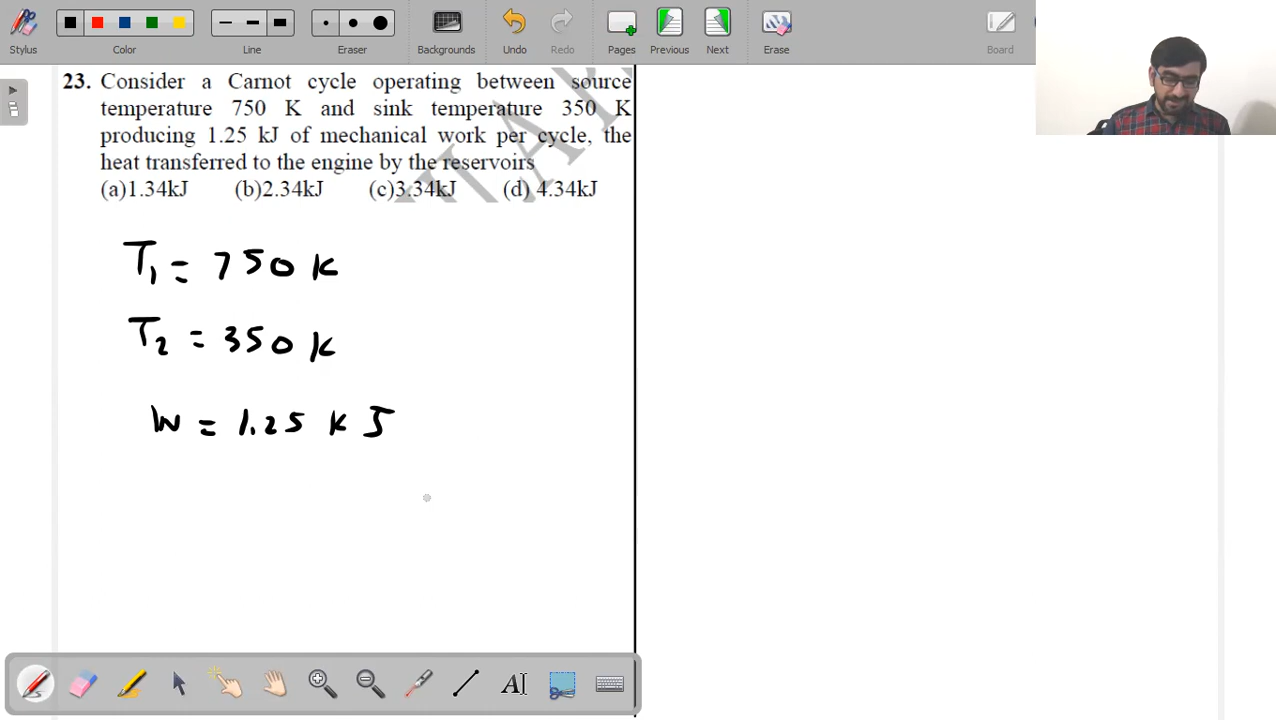 Stylus Color Line Eraser Backgrounds Undo Redo Pages Previous Next Erase Board
23. Consider a Carnot cycle operating between source
temperature 750 K and sink temperature 350 K
producing 1.25 kJ of mechanical work per cycle, the
heat transferred to the engine by the reservoirs
(a)1.34kJ (b)2.34kJ (c)3.34kJ (d) 4.34kJ
T1 = 750 K
T2 = 350 K
W = 1.25 KJ